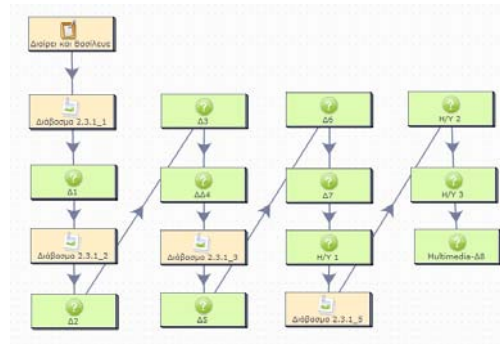 Διαίρει και Βασίλευε
Διάβασμα 2.3.1_1
Δ1
Διάβασμα 2.3.1_2
Δ2
Δ3
ΔΔ4
Διάβασμα 2.3.1_3
Δ5
Δ6
Δ7
Η/Υ 1
Διάβασμα 2.3.1_5
Η/Υ 2
Η/Υ 3
Multimedia-Δ8